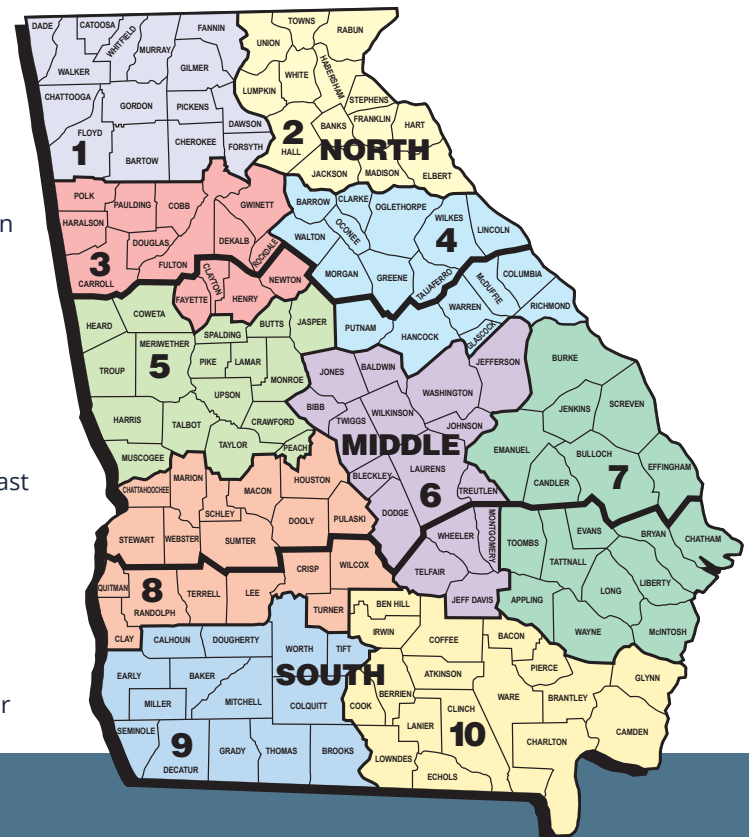 TOWNS
RABUN
FANNIN
UNION
DADE
CATOOSA
WHITFIELD
MURRAY
WALKER
GILMER
WHITE
HABERSHAM
LUMPKIN
STEPHENS
CHATTOOGA
GORDON
PICKENS
DAWSON
BANKS
FRANKLIN
HART
FLOYD
1
BARTOW
CHEROKEE
FORSYTH
2
HALL
NORTH
JACKSON
MADISON
ELBERT
POLK
PAULDING
COBB
GWINETT
BARROW
CLARKE
OGLETHORPE
WILKES
LINCOLN
n
HARALSON
DOUGLAS
DEKALB
ROCKDALE
WALTON
OCONEE
4
3
CARROLL
FULTON
CLAYTON
NEWTON
MORGAN
GREENE
TALIAFERRO
McDUFFIE
COLUMBIA
FAYETTE
HENRY
WARREN
RICHMOND
HEARD
COWETA
SPALDING
BUTTS
JASPER
PUTNAM
HANCOCK
GLASCOCK
MERIWETHER
TROUP
5
PIKE
LAMAR
MONROE
JONES
BALDWIN
WASHINGTON
JEFFERSON
BURKE
UPSON
HARRIS
TALBOT
CRAWFORD
BIBB
TWIGGS
WILKINSON
JOHNSON
JENKINS
SCREVEN
MUSCOGEE
TAYLOR
PEACH
MIDDLE
EMANUEL
BULLOCH
EFFINGHAM
ast
CHATTAHOOCHEE
MARION
MACON
HOUSTON
BLECKLEY
LAURENS
6
TREUTLEN
CANDLER
7
SCHLEY
DOOLY
PULASKI
DODGE
STEWART
WEBSTER
SUMTER
WHEELER
MONTGOMERY
TOOMBS
EVANS
BRYAN
CHATHAM
TATTNALL
QUITMAN
8
RANDOLPH
TERRELL
LEE
CRISP
WILCOX
TELFAIR
LONG
LIBERTY
CLAY
TURNER
BEN HILL
JEFF DAVIS
APPLING
WAYNE
McINTOSH
CALHOUN
DOUGHERTY
WORTH
TIFT
IRWIN
COFFEE
BACON
EARLY
BAKER
SOUTH
ATKINSON
PIERCE
GLYNN
MILLER
MITCHELL
COLQUITT
COOK
BERRIEN
CLINCH
WARE
BRANTLEY
r
SEMINOLE
9
DECATUR
GRADY
THOMAS
BROOKS
LANIER
10
CHARLTON
CAMDEN
LOWNDES
ECHOLS